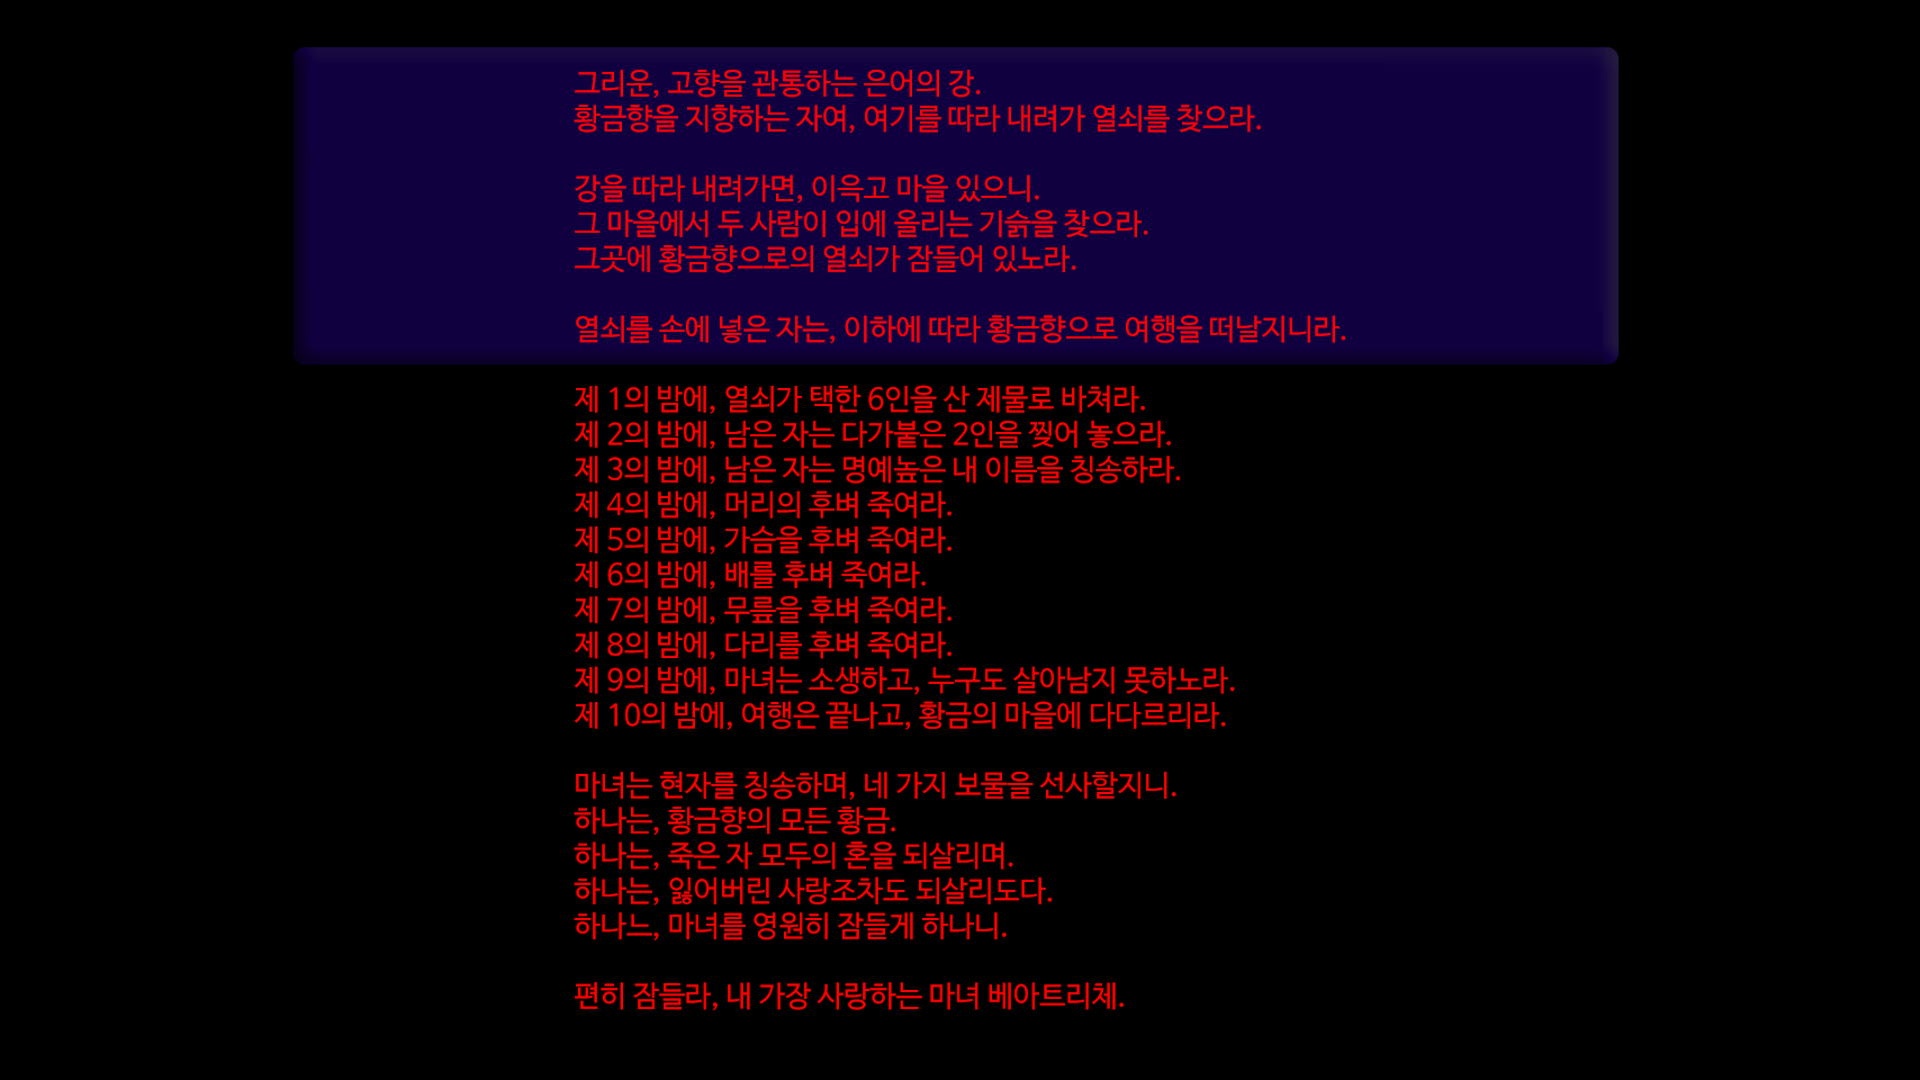 그리운, 고향을 관통하는 은어의 강.
황금향을 지향하는 자여, 여기를 따라 내려가 열쇠를 찾으라.
강을 따라 내려가면, 이윽고 마을 있으니.
그 마을에서 두 사람이 입에 올리는 기슭을 찾으라.
그곳에 황금향으로의 열쇠가 잠들어 있노라.
열쇠를 손에 넣은 자는, 이하에 따라 황금향으로 여행을 떠날지니라.
제 1의 밤에, 열쇠가 택한 6인을 산 제물로 바쳐라.
제 2의 밤에, 남은 자는 다가붙은 2인을 찢어 놓으라.
제 3의 밤에, 남은 자는 명예높은 내 이름을 칭송하라.
제 4의 밤에, 머리의 후벼 죽여라.
제 5의 밤에, 가슴을 후벼 죽여라.
제 6의 밤에, 배를 후벼 죽여라.
제 7의 밤에, 무릎을 후벼 죽여라.
제 8의 밤에, 다리를 후벼 죽여라.
제 9의 밤에, 마녀는 소생하고, 누구도 살아남지 못하노라.
제 10의 밤에, 여행은 끝나고, 황금의 마을에 다다르리라.
마녀는 현자를 칭송하며, 네 가지 보물을 선사할지니.
하나는, 황금향의 모든 황금.
하나는, 죽은 자 모두의 혼을 되살리며.
하나는, 잃어버린 사랑조차도 되살리도다.
하나느, 마녀를 영원히 잠들게 하나니.
편히 잠들라, 내 가장 사랑하는 마녀 베아트리체.